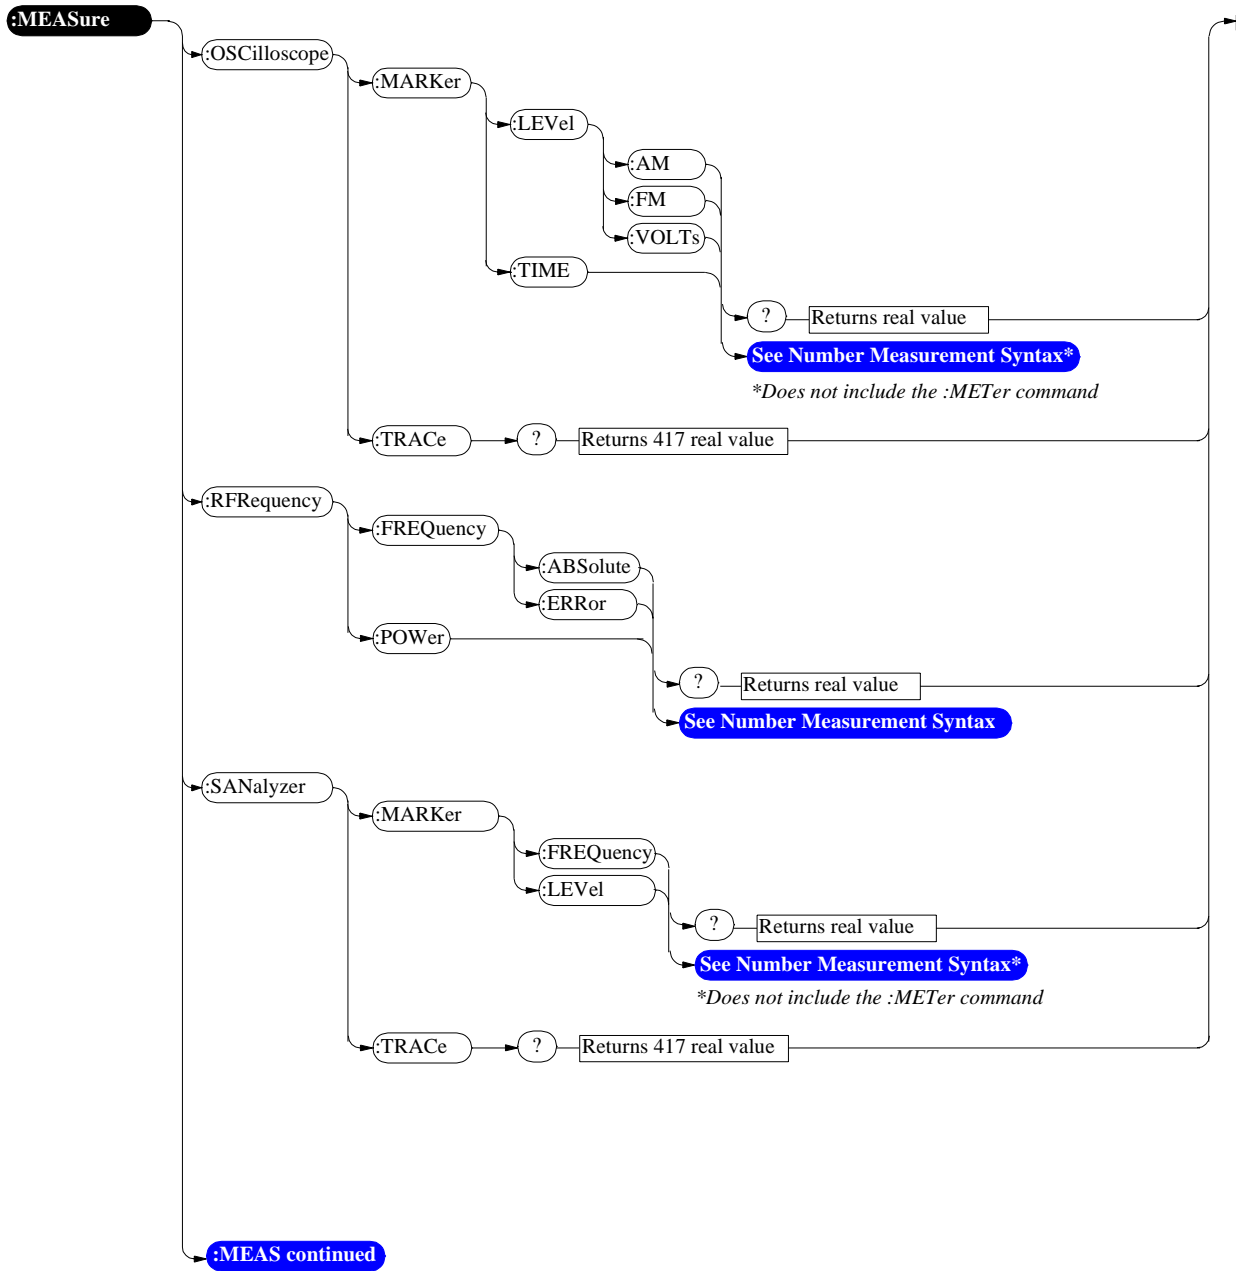 :MEASure
:OSCilloscope
:MARKer
:LEVel
:AM
:FM
:VOLTs
:TIME
? Returns real value
See Number Measurement Syntax*
*Does not include the :METer command
:TRACe ? Returns 417 real value
:RFRequency
:FREQuency
:ABSolute
:ERRor
:POWer
? Returns real value
See Number Measurement Syntax
:SANalyzer
:MARKer
:FREQuency
:LEVel
? Returns real value
See Number Measurement Syntax*
*Does not include the :METer command
:TRACe ? Returns 417 real value
:MEAS continued